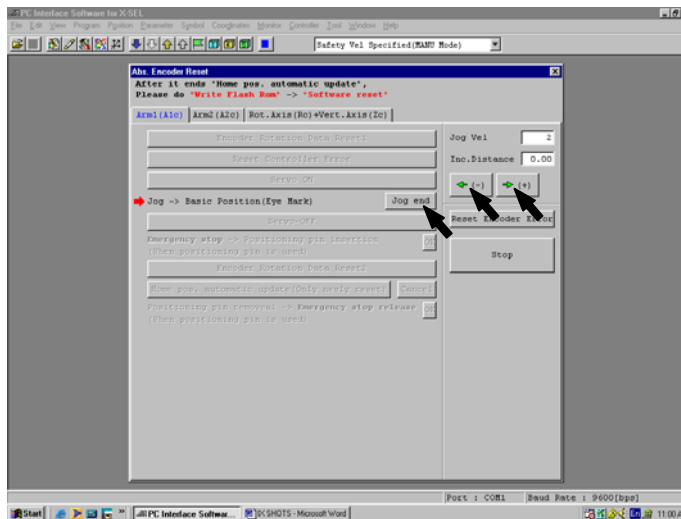 PC Interface Software for X-SEL
File Edit View Program Position Parameter Symbol Coordinates Monitor Controller Tool Window Help
Safety Vel Specified(MANU Mode)
Abs. Encoder Reset
After it ends "Home pos. automatic update",
Please do "Write Flash Rom" -> "Software reset"
Arm1(A1c) Arm2(A2c) Rot.Axis(Rc)+Vert.Axis(Zc)
Encoder Rotation Data Reset1
Reset Controller Error
Servo ON
Jog -> Basic Position(Eye Mark) Jog end
Servo-OFF
Emergency stop -> Positioning pin insertion
(When positioning pin is used)
OK
Encoder Rotation Data Reset2
Home pos. automatic update(Only newly reset) Cancel
Positioning pin removal -> Emergency stop release
(When positioning pin is used)
OK
Jog Vel 2
Inc.Distance 0.00
(-) (+)
Reset Encoder Error
Stop
Port : COM1 Baud Rate : 9600[bps]
Start PC Interface Softwar... IX SHOTS - Microsoft Word En 11:00 A